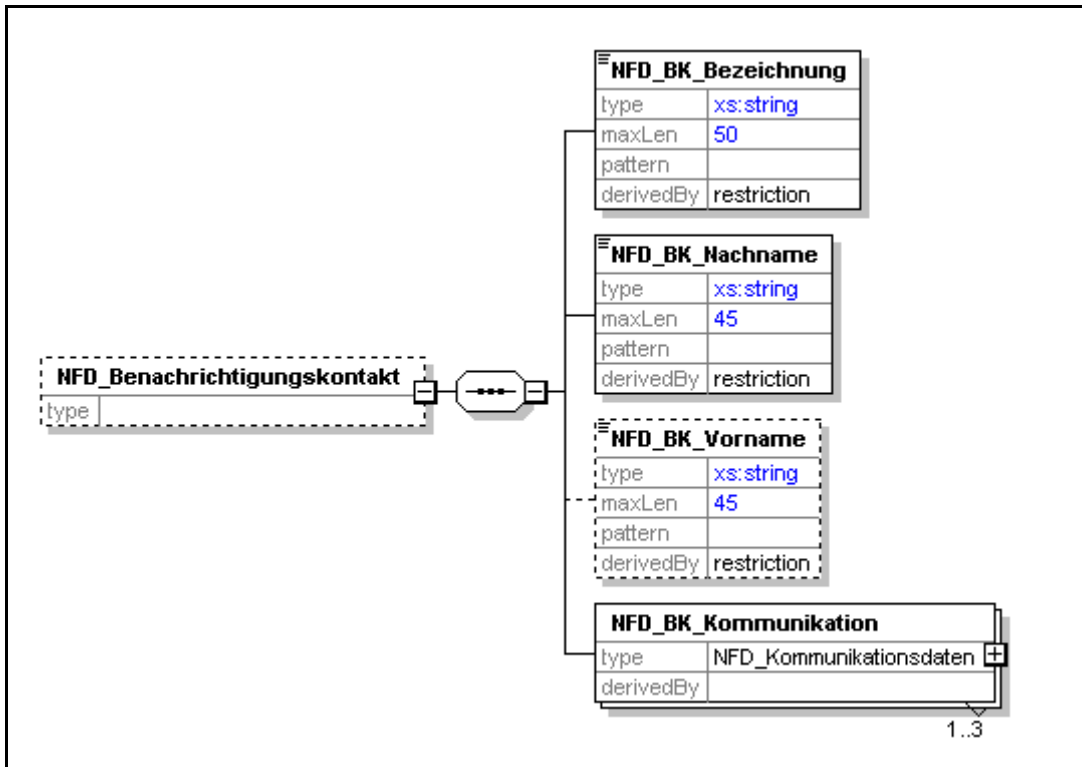 NFD_BK_Bezeichnung
type xs:string
maxLen 50
pattern
derivedBy restriction
NFD_BK_Nachname
type xs:string
maxLen 45
pattern
derivedBy restriction
NFD_Benachrichtigungskontakt
type
NFD_BK_Vorname
type xs:string
maxLen 45
pattern
derivedBy restriction
NFD_BK_Kommunikation
type NFD_Kommunikationsdaten
derivedBy
1..3